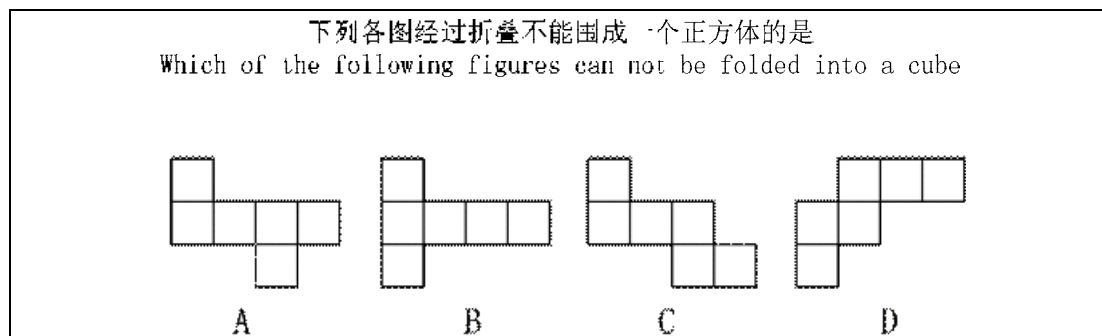 下列各图经过折叠不能围成一个正方体的是
Which of the following figures can not be folded into a cube
A B C D